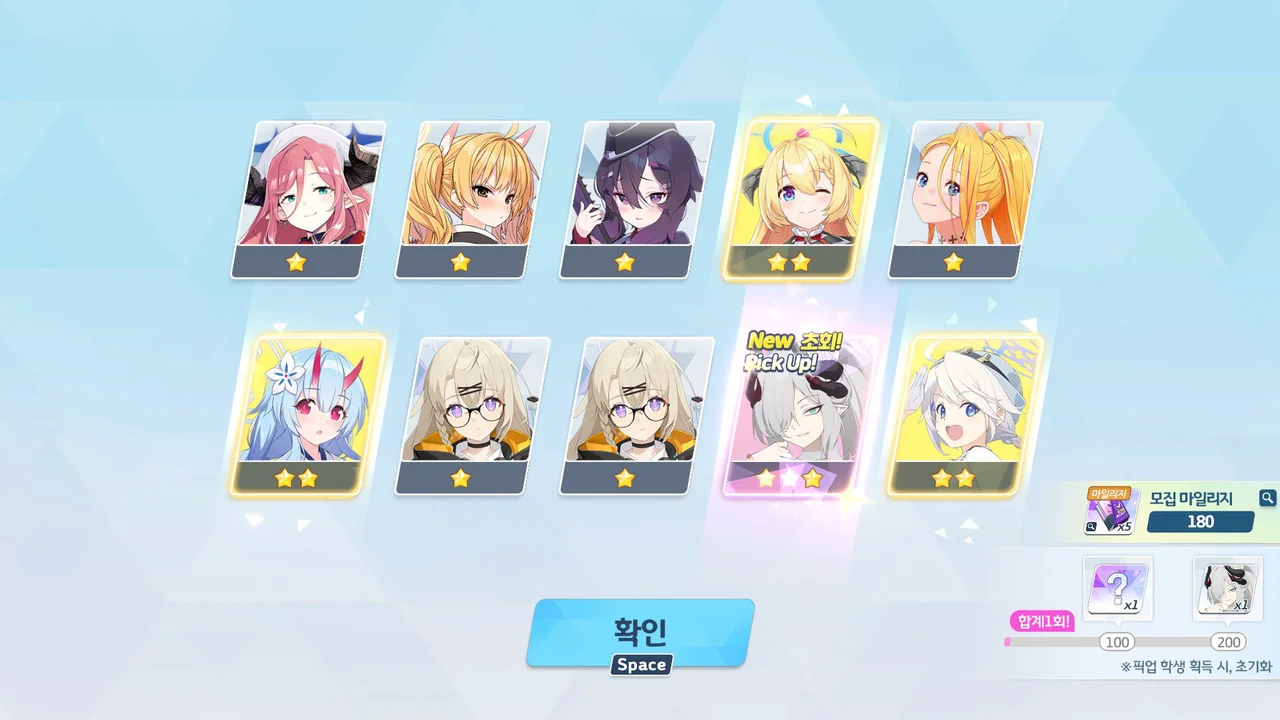 New 초회!
Pick Up!
마일리지
x5
모집 마일리지
180
x1
x1
합계1회!
100
200
※픽업 학생 획득 시, 초기화
확인
Space